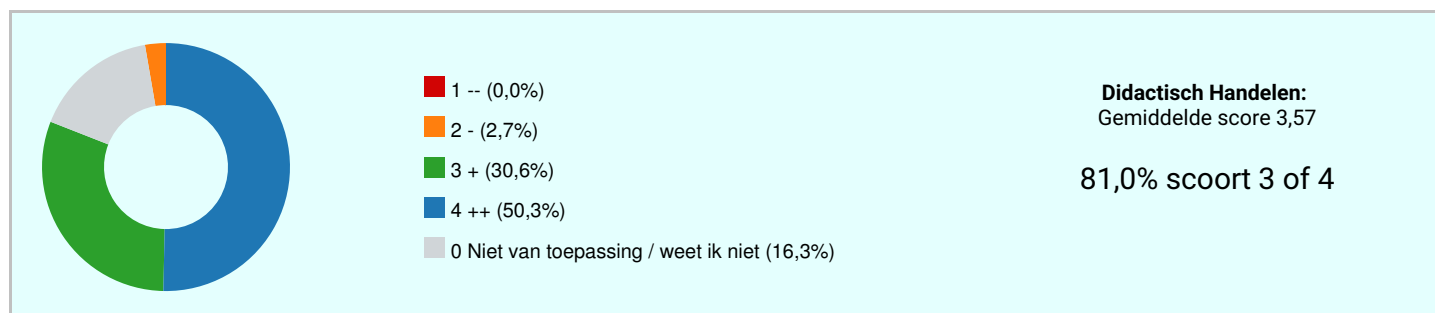 1 -- (0,0%)
2 - (2,7%)
3 + (30,6%)
4 ++ (50,3%)
0 Niet van toepassing / weet ik niet (16,3%)
Didactisch Handelen:
Gemiddelde score 3,57
81,0% scoort 3 of 4